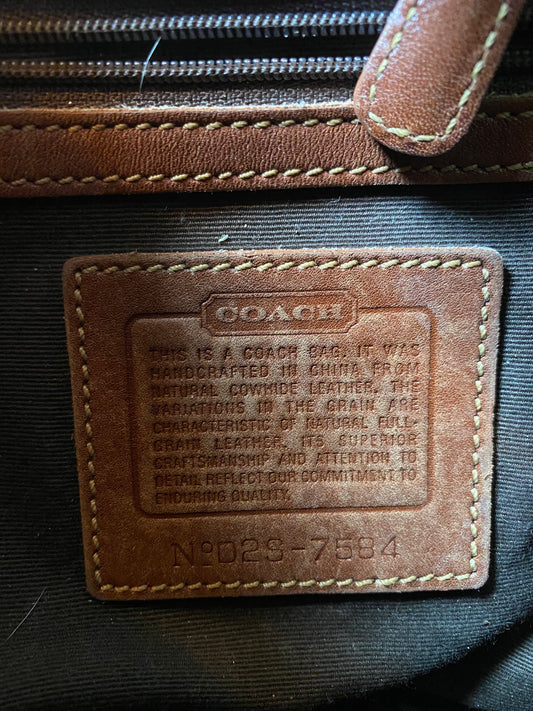 COACH
THIS IS A COACH BAG. IT WAS
HANDCRAFTED IN CHINA FROM
NATURAL COWHIDE LEATHER. THE
VARIATIONS IN THE GRAIN ARE
CHARACTERISTIC OF NATURAL FULL-
GRAIN LEATHER. ITS SUPERIOR
CRAFTSMANSHIP AND ATTENTION TO
DETAIL REFLECT OUR COMMITMENT TO
ENDURING QUALITY.
Nº D2S-7584